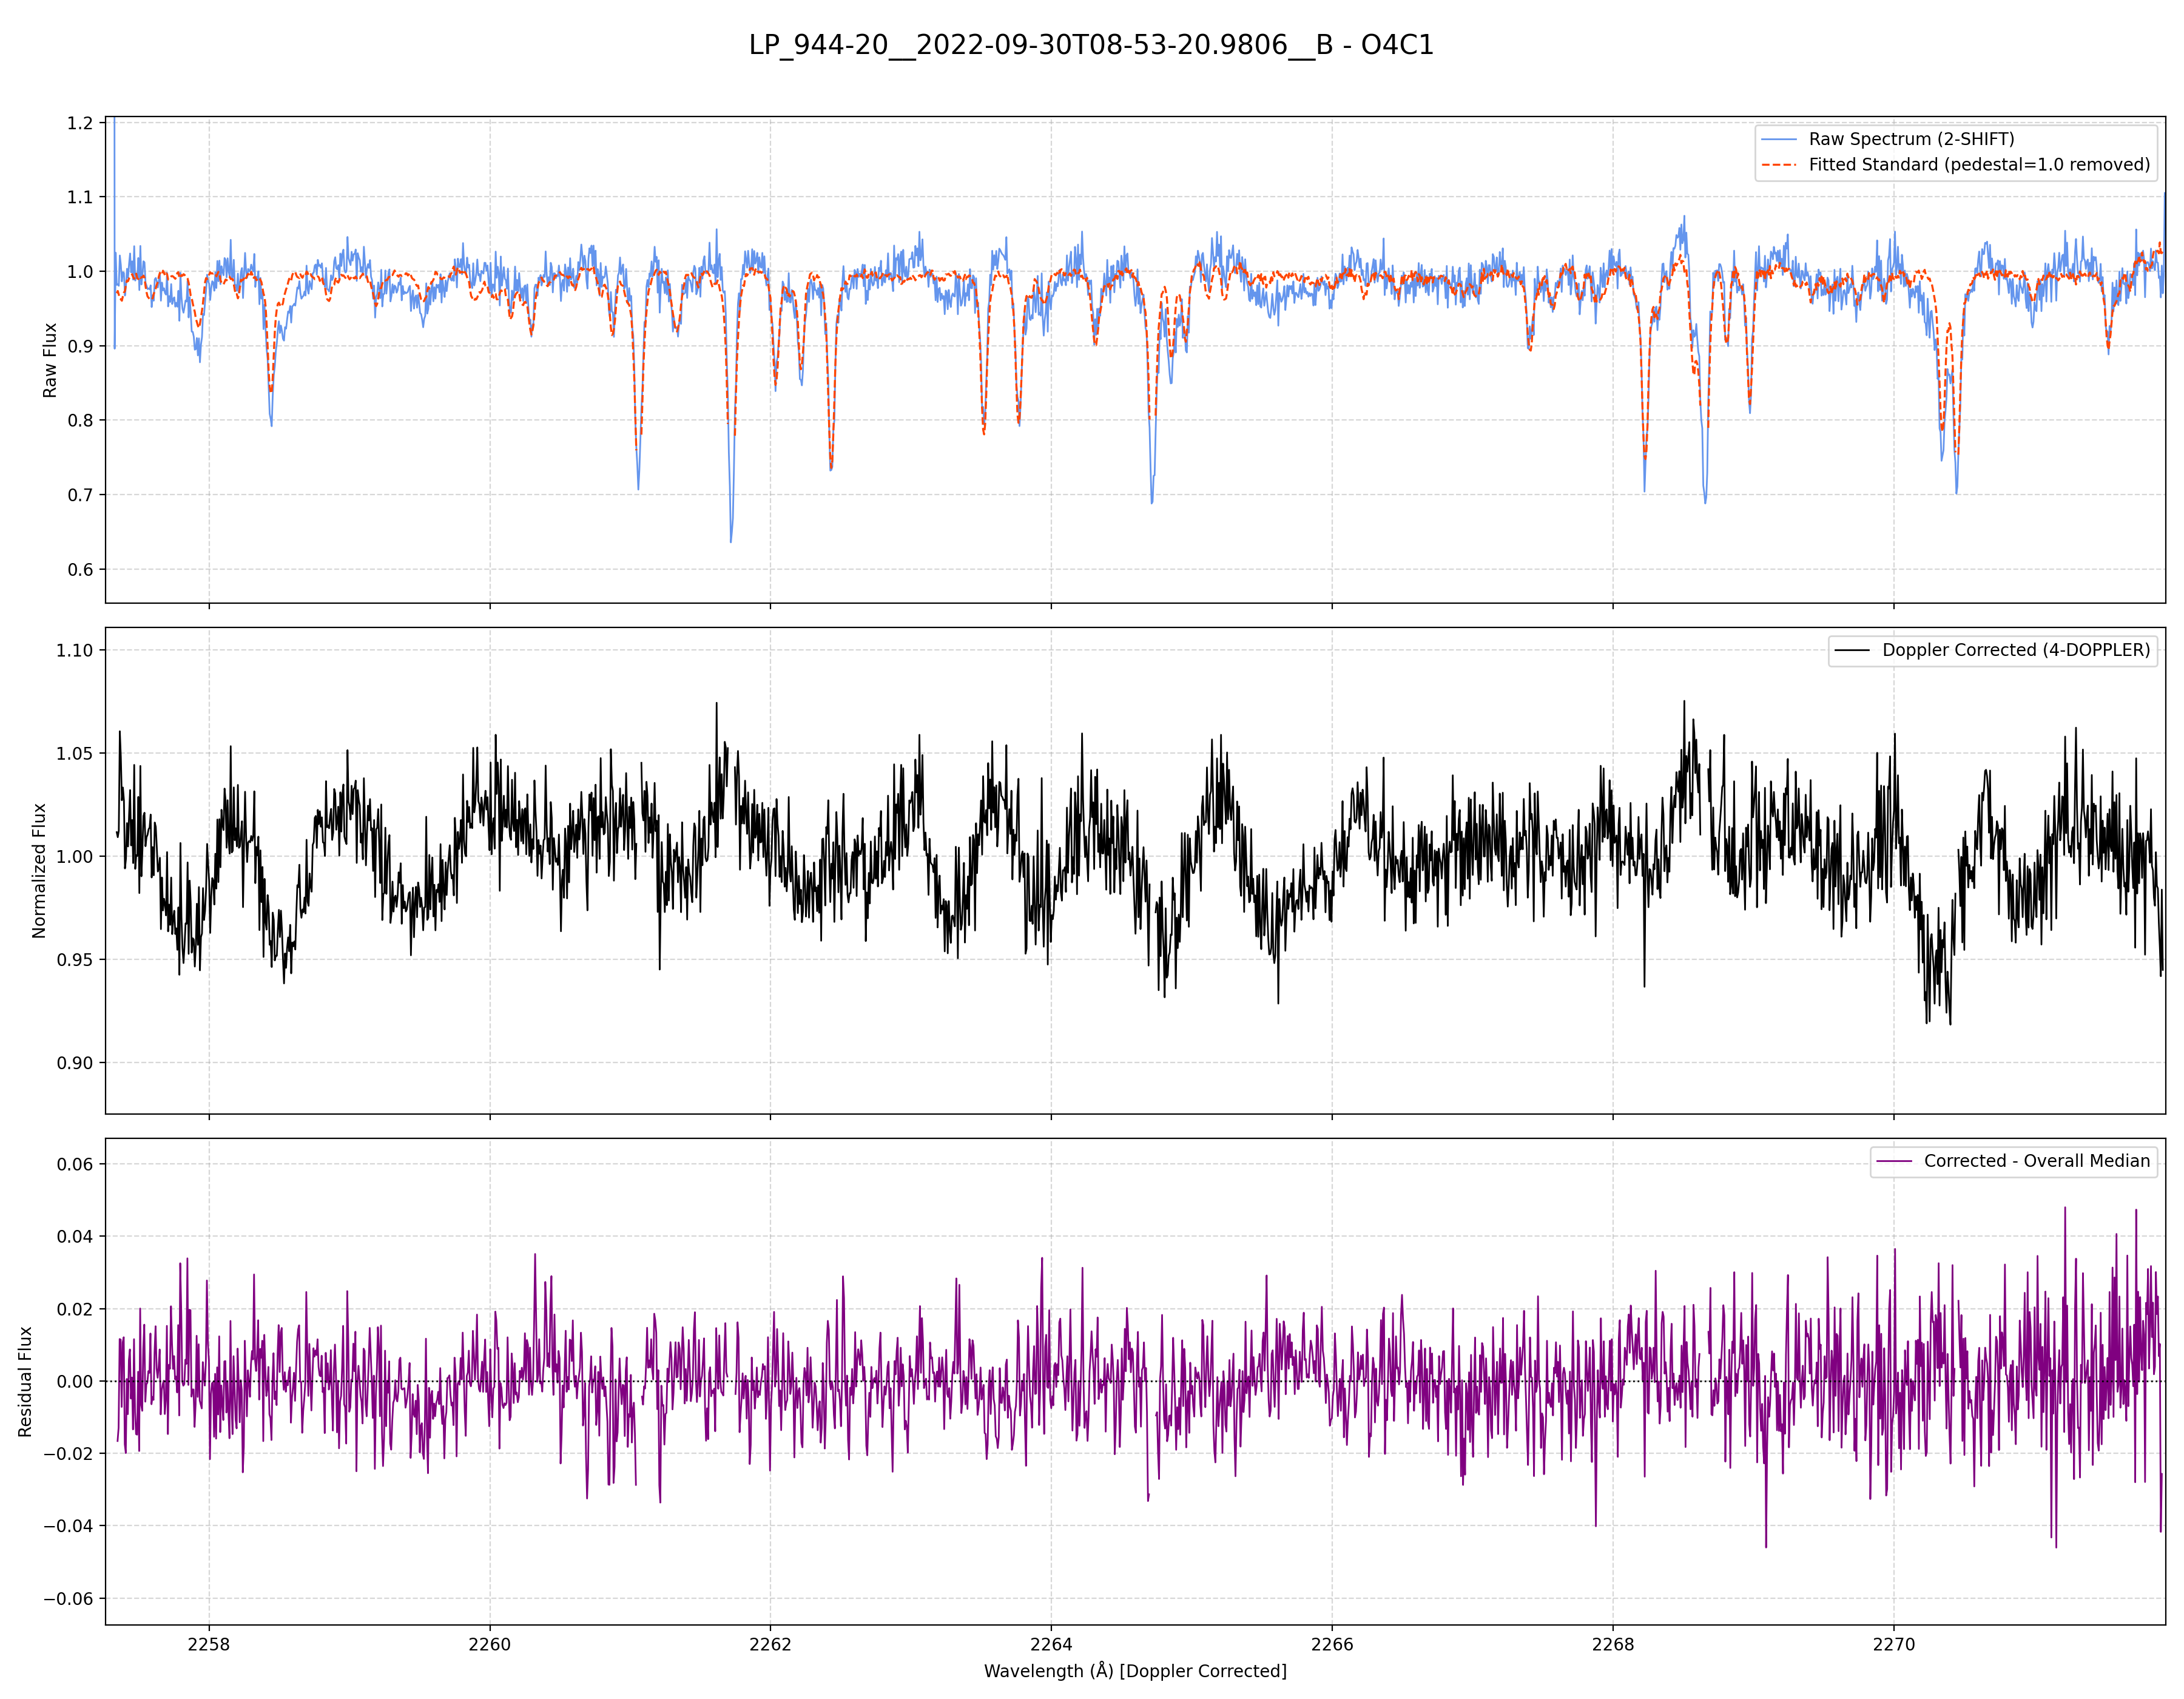 LP_944-20__2022-09-30T08-53-20.9806__B - O4C1
Raw Spectrum (2-SHIFT)
Fitted Standard (pedestal=1.0 removed)
1.2
1.1
1.0
0.9
0.8
0.7
0.6
Raw Flux
Doppler Corrected (4-DOPPLER)
1.10
1.05
1.00
0.95
0.90
Normalized Flux
Corrected - Overall Median
0.06
0.04
0.02
0.00
−0.02
−0.04
−0.06
Residual Flux
2258 2260 2262 2264 2266 2268 2270
Wavelength (Å) [Doppler Corrected]